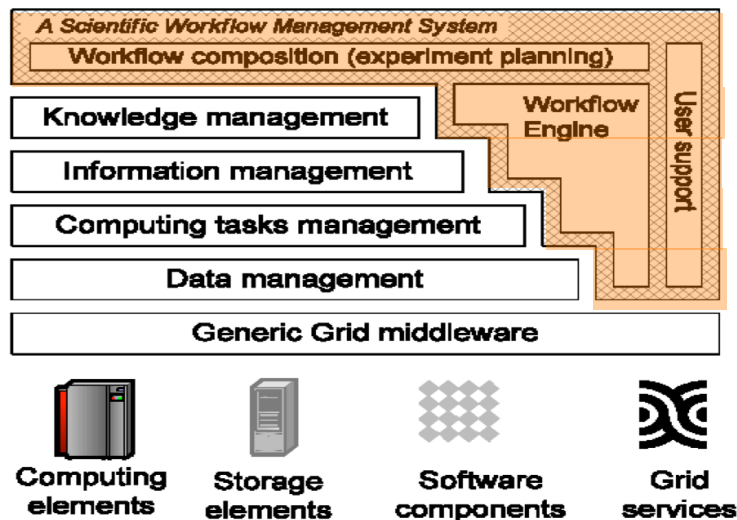 A Scientific Workflow Management System
Workflow composition (experiment planning)
Knowledge management
Workflow
Engine
User support
Information management
Computing tasks management
Data management
Generic Grid middleware
Computing
elements
Storage
elements
Software
components
Grid
services